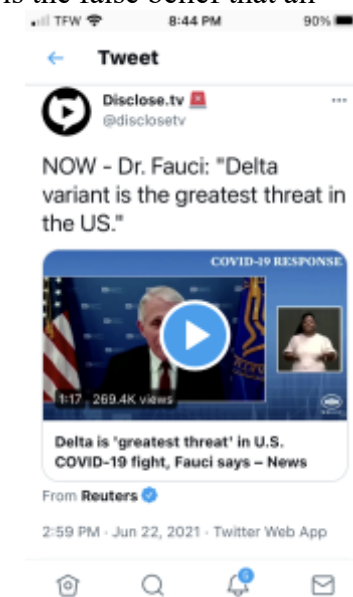 is the false belief that an
TFW 8:44 PM 90%
Tweet
Disclose.tv 🚨
@disclosetv
NOW - Dr. Fauci: "Delta
variant is the greatest threat in
the US."
COVID-19 RESPONSE
1:17 269.4K views
Delta is 'greatest threat' in U.S.
COVID-19 fight, Fauci says – News
From Reuters
2:59 PM · Jun 22, 2021 · Twitter Web App